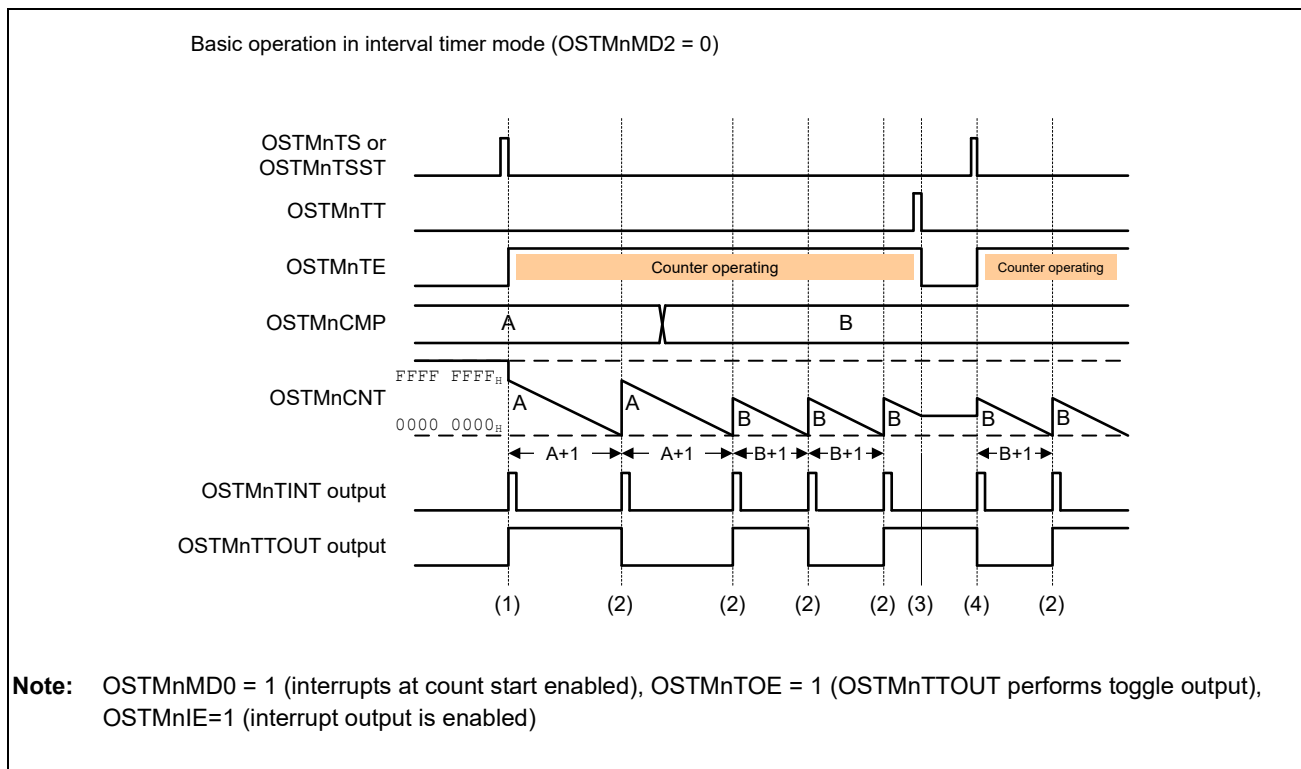 Basic operation in interval timer mode (OSTMnMD2 = 0)
OSTMnTS or
OSTMnTSST
OSTMnTT
OSTMnTE
Counter operating
Counter operating
OSTMnCMP
A
B
FFFF FFFFH
OSTMnCNT
0000 0000H
A
A
B
B
B
B
B
A+1
A+1
B+1
B+1
B+1
OSTMnTINT output
OSTMnTTOUT output
(1)
(2)
(2)
(2)
(2)
(3)
(4)
(2)
Note: OSTMnMD0 = 1 (interrupts at count start enabled), OSTMnTOE = 1 (OSTMnTTOUT performs toggle output),
OSTMnIE=1 (interrupt output is enabled)